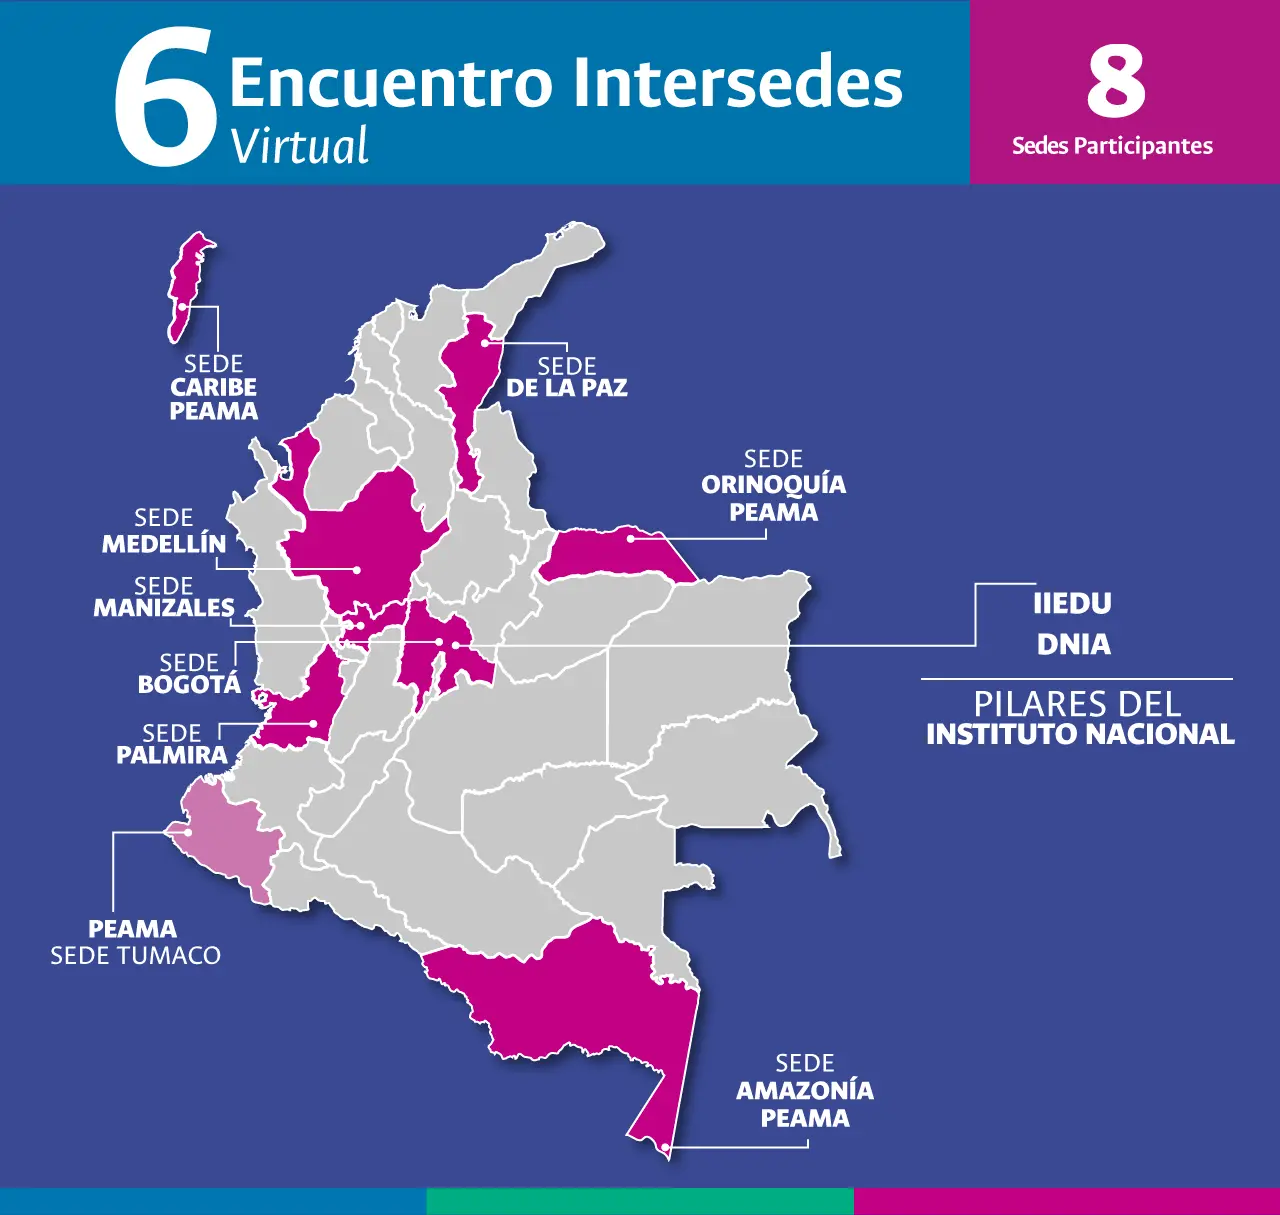 6 Encuentro Intersedes
Virtual
8
Sedes Participantes
SEDE
CARIBE
PEAMA
SEDE
DE LA PAZ
SEDE
ORINOQUÍA
PEAMA
SEDE
MEDELLÍN
SEDE
MANIZALES
SEDE
BOGOTÁ
SEDE
PALMIRA
IIEDU
DNIA
PILARES DEL
INSTITUTO NACIONAL
PEAMA
SEDE TUMACO
SEDE
AMAZONÍA
PEAMA